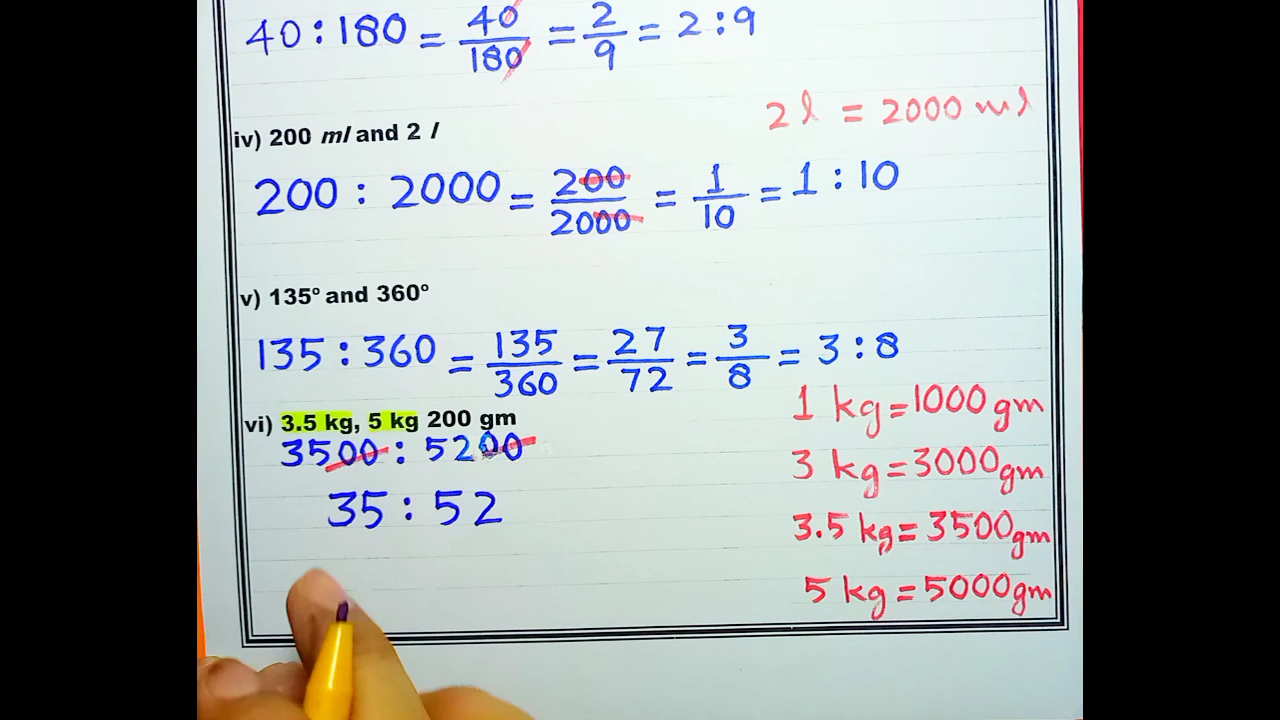 40 : 180 = 40/180 = 2/9 = 2 : 9
2 l = 2000 ml
iv) 200 ml and 2 l
200 : 2000 = 200/2000 = 1/10 = 1 : 10
v) 135° and 360°
135 : 360 = 135/360 = 27/72 = 3/8 = 3 : 8
1 kg = 1000 gm
vi) 3.5 kg, 5 kg 200 gm
3500 : 5200
3 kg = 3000 gm
35 : 52
3.5 kg = 3500 gm
5 kg = 5000 gm